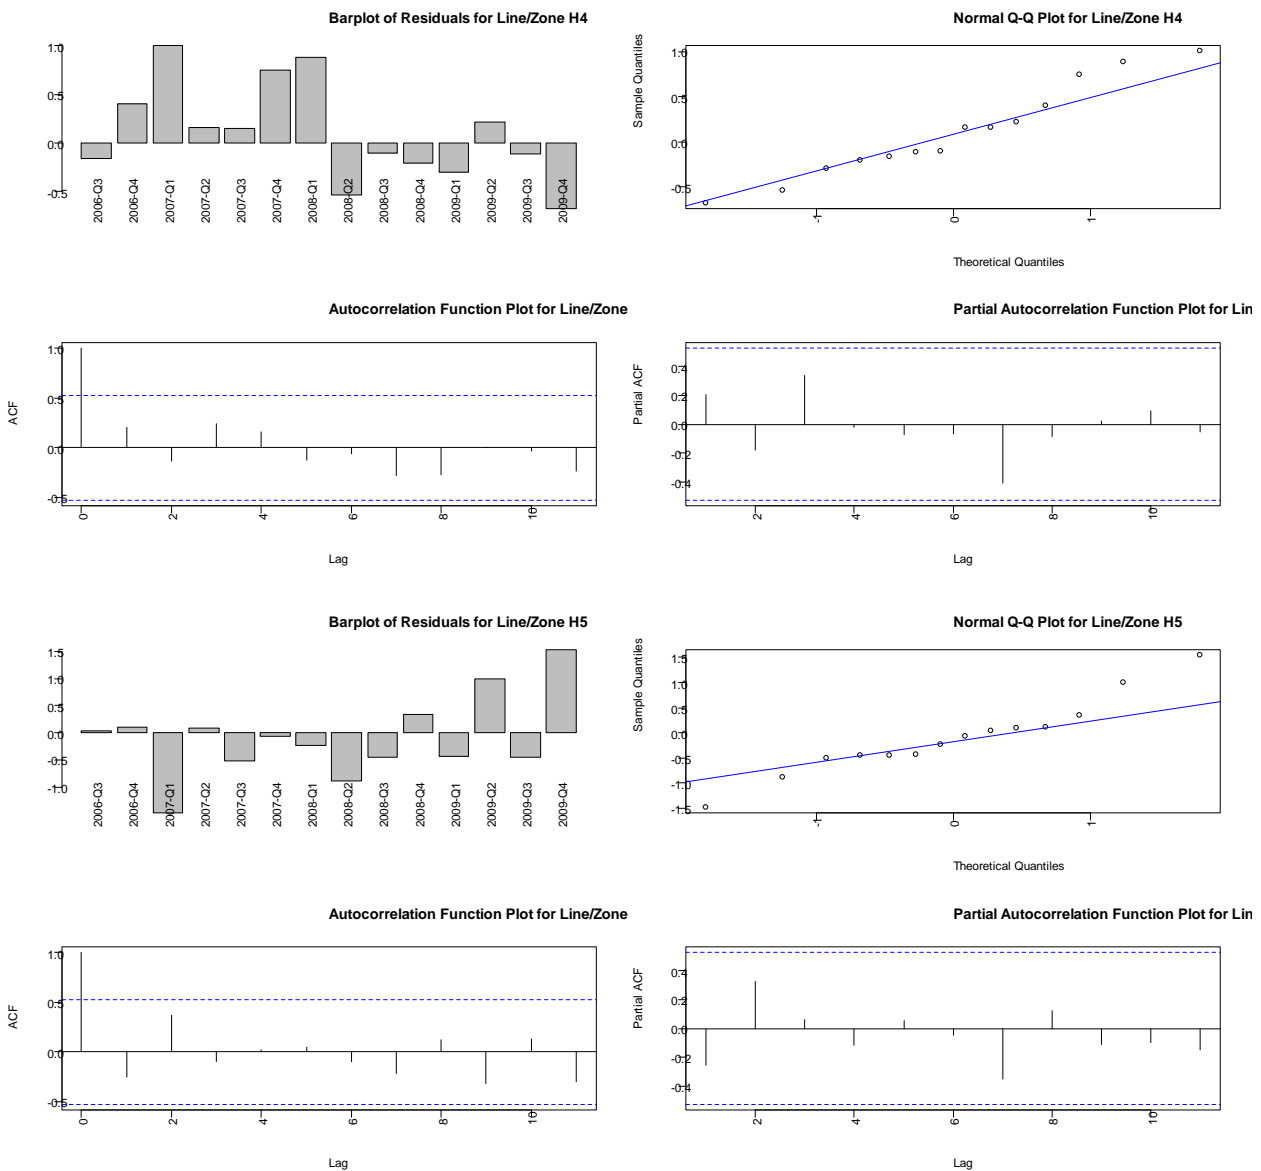 Barplot of Residuals for Line/Zone H4
1.0
0.5
0.0
-0.5
2006-Q3
2006-Q4
2007-Q1
2007-Q2
2007-Q3
2007-Q4
2008-Q1
2008-Q2
2008-Q3
2008-Q4
2009-Q1
2009-Q2
2009-Q3
2009-Q4
Normal Q-Q Plot for Line/Zone H4
Sample Quantiles
1.0
0.5
0.0
-0.5
-1
0
1
Theoretical Quantiles
Autocorrelation Function Plot for Line/Zone
ACF
1.0
0.5
0.0
-0.5
0
2
4
6
8
10
Lag
Partial Autocorrelation Function Plot for Lin
Partial ACF
0.4
0.2
0.0
-0.2
-0.4
2
4
6
8
10
Lag
Barplot of Residuals for Line/Zone H5
1.5
1.0
0.5
0.0
-0.5
-1.0
2006-Q3
2006-Q4
2007-Q1
2007-Q2
2007-Q3
2007-Q4
2008-Q1
2008-Q2
2008-Q3
2008-Q4
2009-Q1
2009-Q2
2009-Q3
2009-Q4
Normal Q-Q Plot for Line/Zone H5
Sample Quantiles
1.5
1.0
0.5
0.0
-0.5
-1.0
-1.5
-1
0
1
Theoretical Quantiles
Autocorrelation Function Plot for Line/Zone
ACF
1.0
0.5
0.0
-0.5
0
2
4
6
8
10
Lag
Partial Autocorrelation Function Plot for Lin
Partial ACF
0.4
0.2
0.0
-0.2
-0.4
2
4
6
8
10
Lag